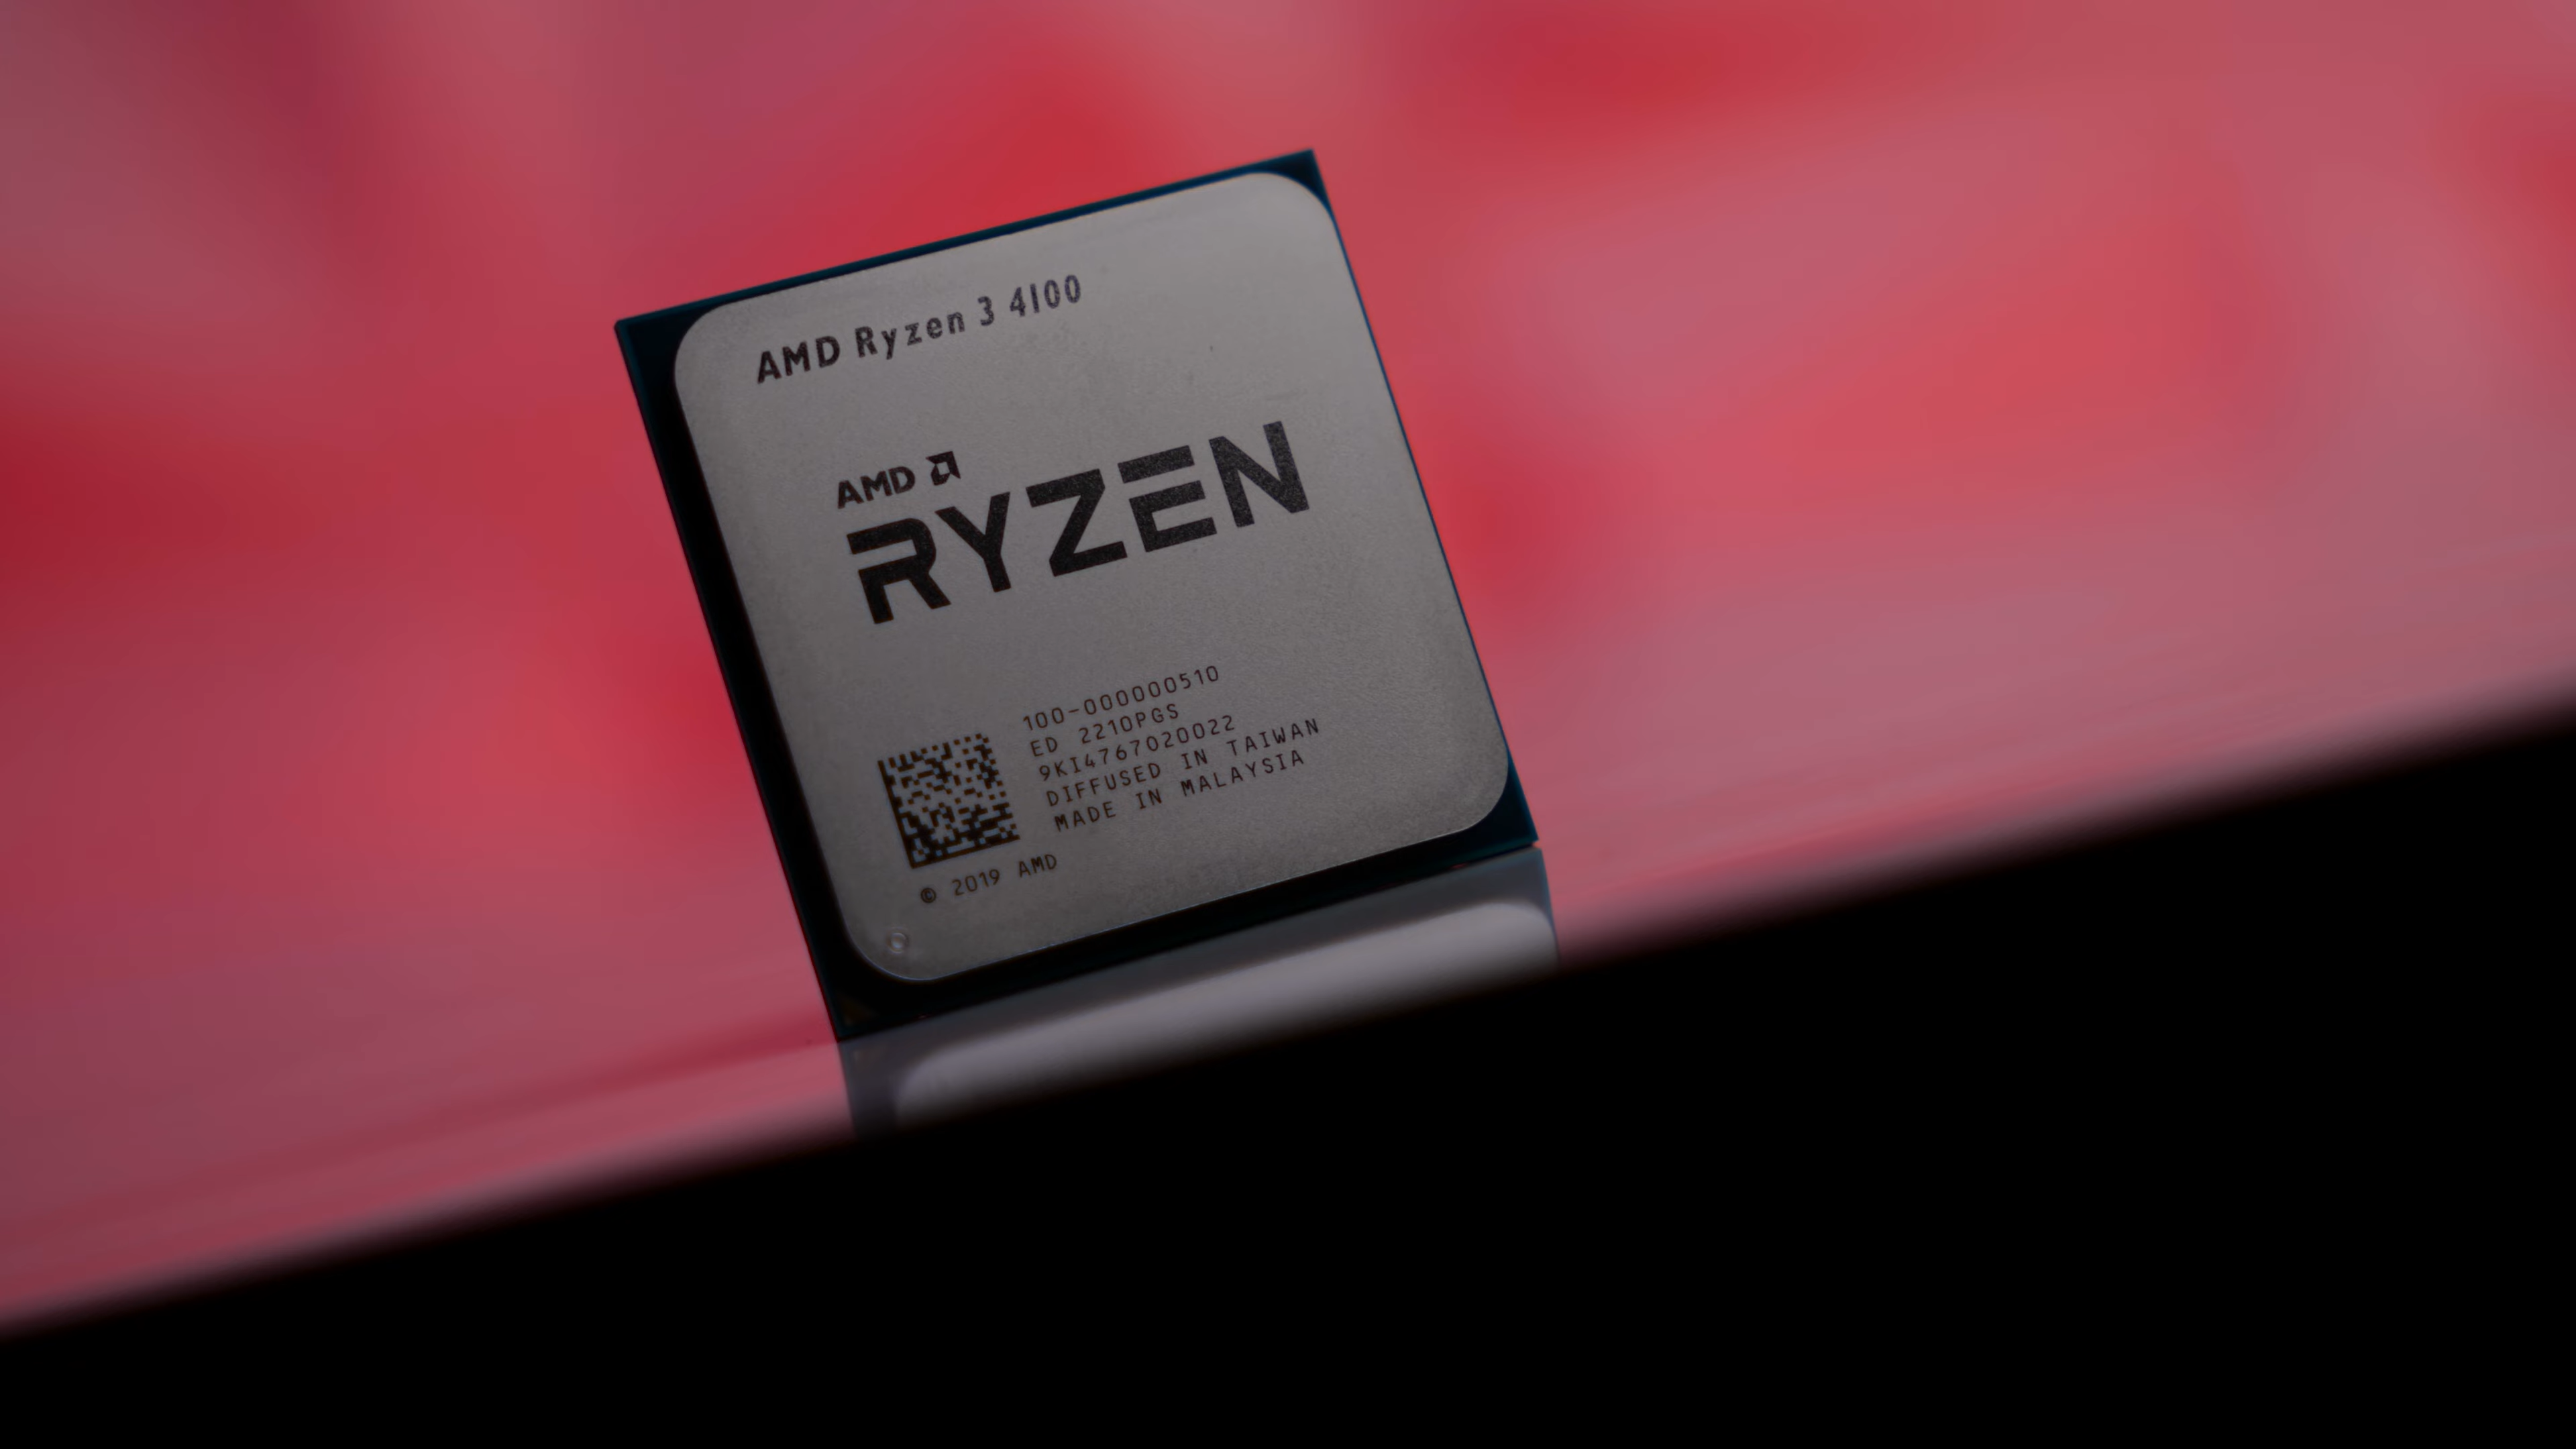 AMD Ryzen 3 4100
AMD
RYZEN
100-000000510
ED 2210PGS
9KI4767020022
DIFFUSED IN TAIWAN
MADE IN MALAYSIA
© 2019 AMD